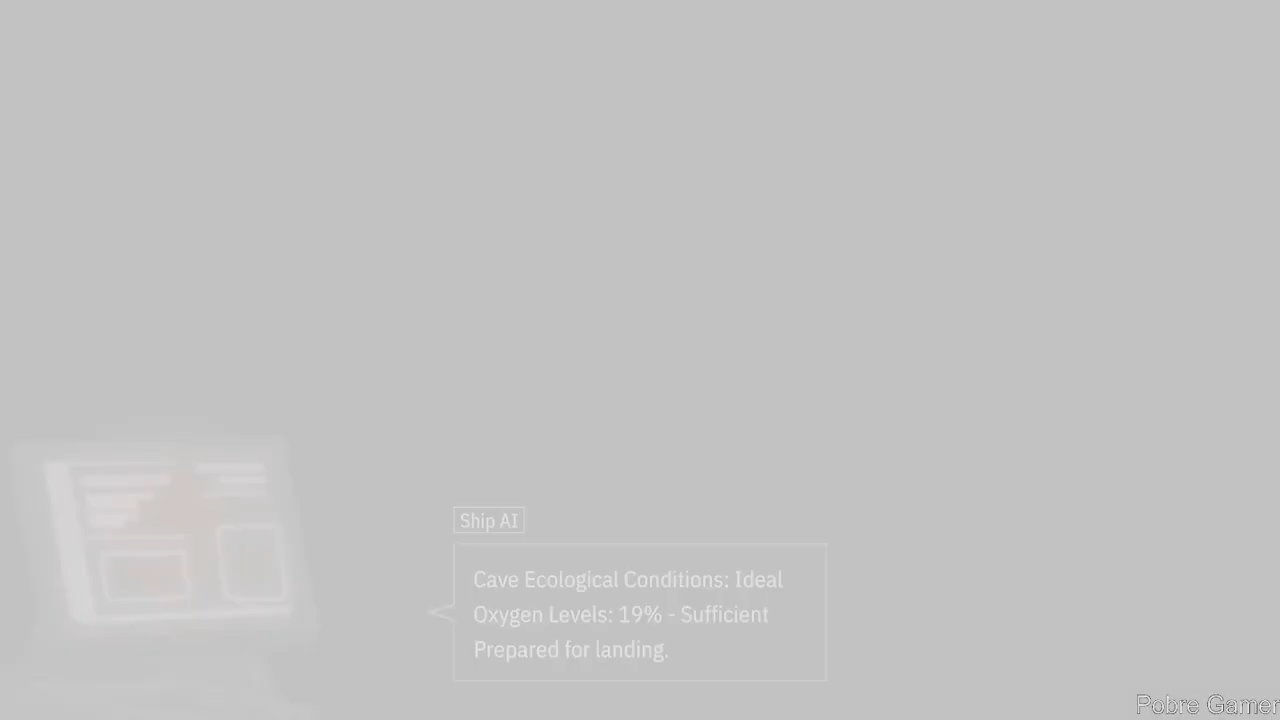 Ship AI
Cave Ecological Conditions: Ideal
Oxygen Levels: 19% - Sufficient
Prepared for landing.
Pobre Gamer